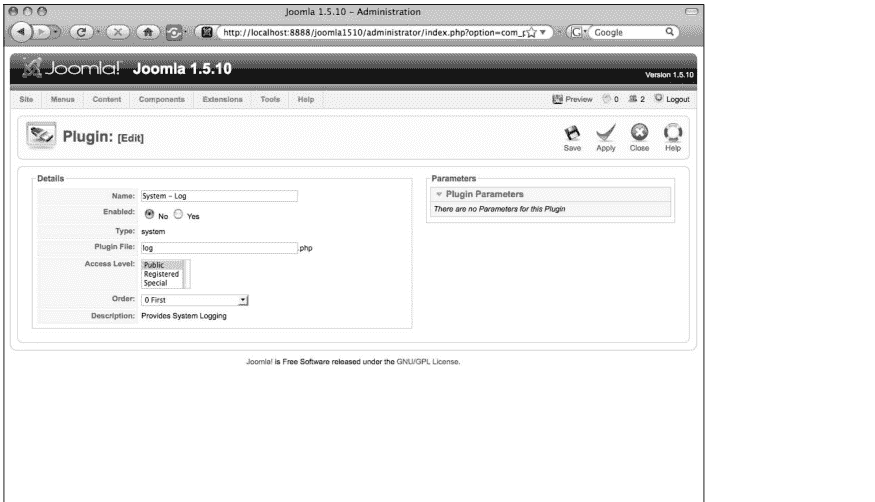 Joomla 1.5.10 - Administration
http://localhost:8888/joomla1510/administrator/index.php?option=com_p
Google
Joomla! Joomla 1.5.10
Version 1.5.10
Site Menus Content Components Extensions Tools Help Preview 0 2 Logout
Plugin: [Edit]
Save Apply Close Help
Details
Name: System - Log
Enabled: No Yes
Type: system
Plugin File: log .php
Access Level: Public
Registered
Special
Order: 0 First
Description: Provides System Logging
Parameters
Plugin Parameters
There are no Parameters for this Plugin
Joomla! is Free Software released under the GNU/GPL License.